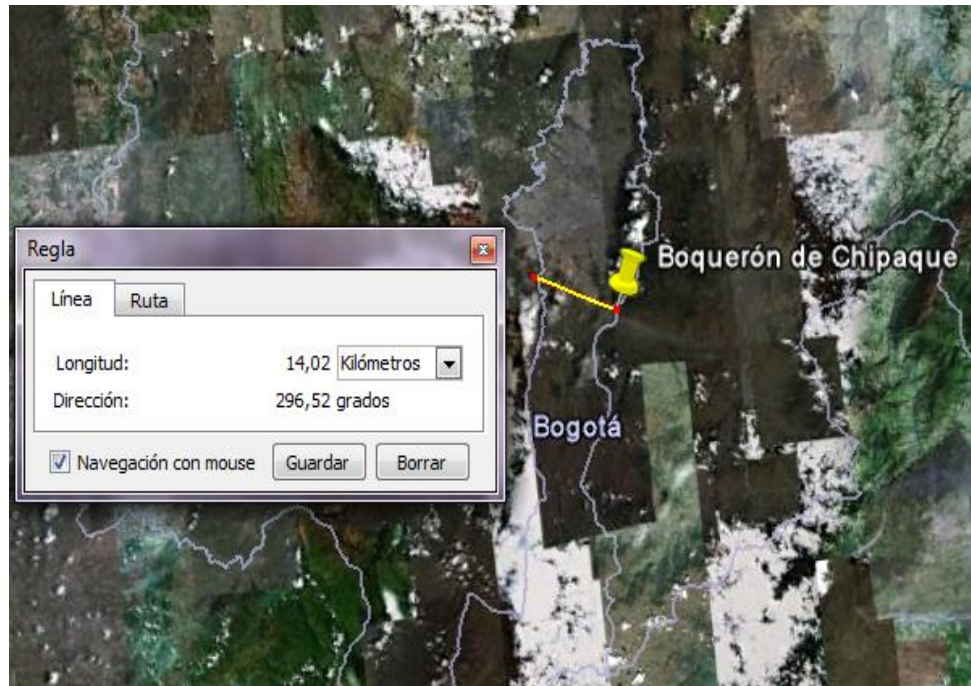 Regla
Línea Ruta
Longitud: 14,02 Kilómetros
Dirección: 296,52 grados
Navegación con mouse Guardar Borrar
Boquerón de Chipaque
Bogotá